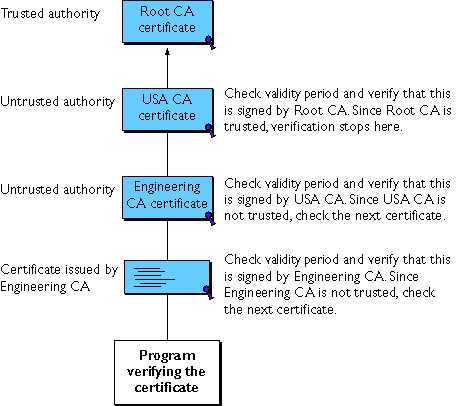 Trusted authority
Root CA
certificate
Untrusted authority
USA CA
certificate
Check validity period and verify that this
is signed by Root CA. Since Root CA is
trusted, verification stops here.
Untrusted authority
Engineering
CA certificate
Check validity period and verify that this
is signed by USA CA. Since USA CA is
not trusted, check the next certificate.
Certificate issued by
Engineering CA
Check validity period and verify that this
is signed by Engineering CA. Since
Engineering CA is not trusted, check
the next certificate.
Program
verifying the
certificate